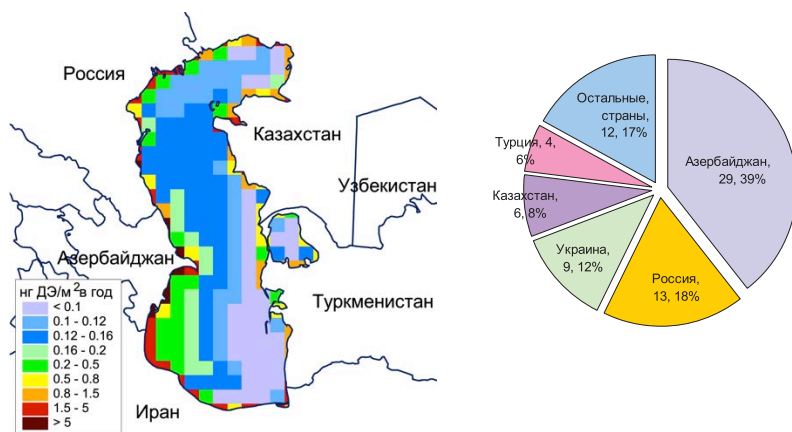 Россия
Казахстан
Узбекистан
Азербайджан
Туркменистан
Иран
нг ДЭ/м2 в год
< 0.1
0.1 - 0.12
0.12 - 0.16
0.16 - 0.2
0.2 - 0.5
0.5 - 0.8
0.8 - 1.5
1.5 - 5
> 5
Остальные,
страны,
12, 17%
Турция, 4,
6%
Казахстан,
6, 8%
Украина,
9, 12%
Россия,
13, 18%
Азербайджан,
29, 39%